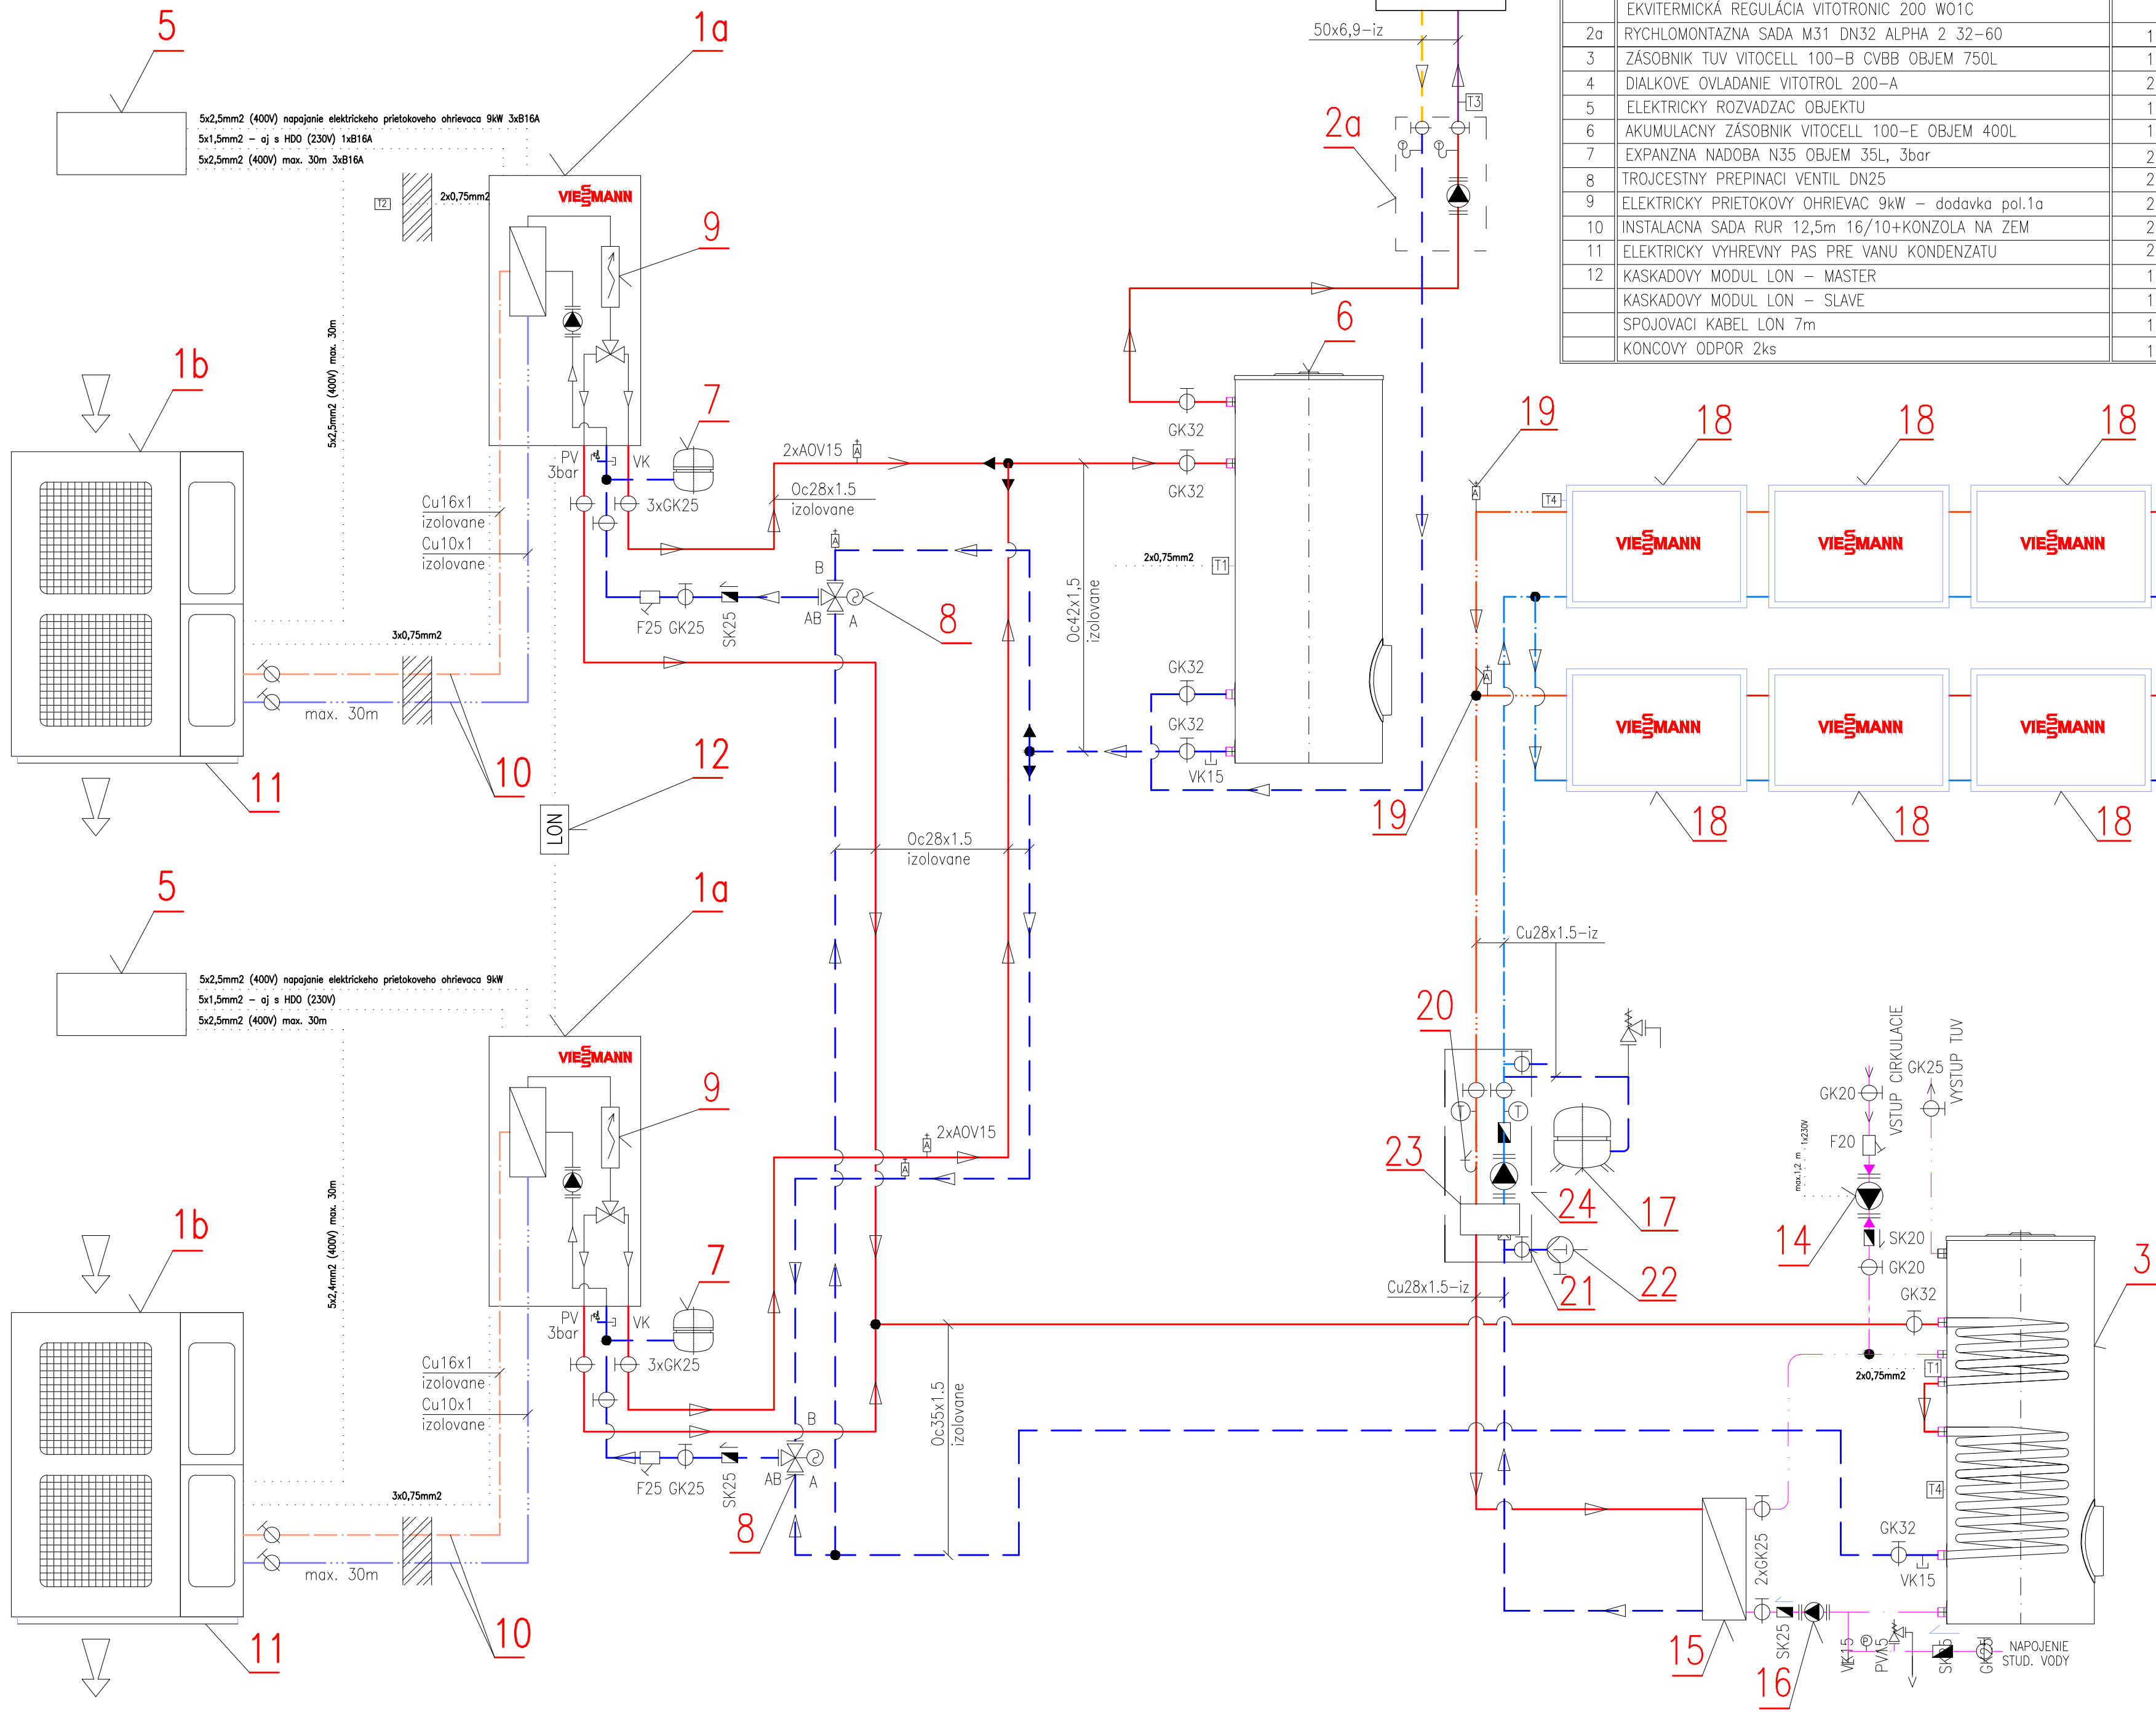 5
1a
5x2,5mm2 (400V) napajanie elektrickeho prietokoveho ohrievaca 9kW 3xB16A
5x1,5mm2 – aj s HDO (230V) 1xB16A
5x2,5mm2 (400V) max. 30m 3xB16A
T2
2x0,75mm2
VIESSMANN
9
5x2,5mm2 (400V) max. 30m
1b
7
PV
3bar
VK
3xGK25
Cu16x1
izolovane
Cu10x1
izolovane
3x0,75mm2
max. 30m
10
11
12
LON
2xAOV15
A
Oc28x1.5
izolovane
A
B
AB
A
F25 GK25
SK25
8
50x6,9–iz
T3
2a
T
T
6
GK32
GK32
2x0,75mm2
T1
Oc42x1,5
izolovane
GK32
GK32
VK15
Oc28x1.5
izolovane
EKVITERMICKÁ REGULÁCIA VITOTRONIC 200 WO1C
2a RYCHLOMONTAZNA SADA M31 DN32 ALPHA 2 32–60 1
3 ZÁSOBNIK TUV VITOCELL 100–B CVBB OBJEM 750L 1
4 DIALKOVE OVLADANIE VITOTROL 200–A 2
5 ELEKTRICKY ROZVADZAC OBJEKTU 1
6 AKUMULACNY ZÁSOBNIK VITOCELL 100–E OBJEM 400L 1
7 EXPANZNA NADOBA N35 OBJEM 35L, 3bar 2
8 TROJCESTNY PREPINACI VENTIL DN25 2
9 ELEKTRICKY PRIETOKOVY OHRIEVAC 9kW – dodavka pol.1a 2
10 INSTALACNA SADA RUR 12,5m 16/10+KONZOLA NA ZEM 2
11 ELEKTRICKY VYHREVNY PAS PRE VANU KONDENZATU 2
12 KASKADOVY MODUL LON – MASTER 1
KASKADOVY MODUL LON – SLAVE 1
SPOJOVACI KABEL LON 7m 1
KONCOVY ODPOR 2ks 1
19
18
18
18
A
T4
VIESSMANN
VIESSMANN
VIESSMANN
A
VIESSMANN
VIESSMANN
VIESSMANN
19
18
18
18
5
1a
5x2,5mm2 (400V) napajanie elektrickeho prietokoveho ohrievaca 9kW
5x1,5mm2 – aj s HDO (230V)
5x2,5mm2 (400V) max. 30m
VIESSMANN
9
5x2,4mm2 (400V) max. 30m
1b
7
PV
3bar
VK
3xGK25
Cu16x1
izolovane
Cu10x1
izolovane
3x0,75mm2
max. 30m
10
11
2xAOV15
A
A
B
AB
A
F25 GK25
SK25
8
Oc35x1.5
izolovane
Cu28x1.5–iz
20
T
T
23
24
17
21
22
Cu28x1.5–iz
VSTUP CIRKULACIE
VYSTUP TUV
GK25
GK20
F20
max.1,2 m 1x230V
14
SK20
GK20
GK32
3
T1
2x0,75mm2
T4
GK32
VK15
2xGK25
15
SK25
16
VK15
P
NAPOJENIE
STUD. VODY